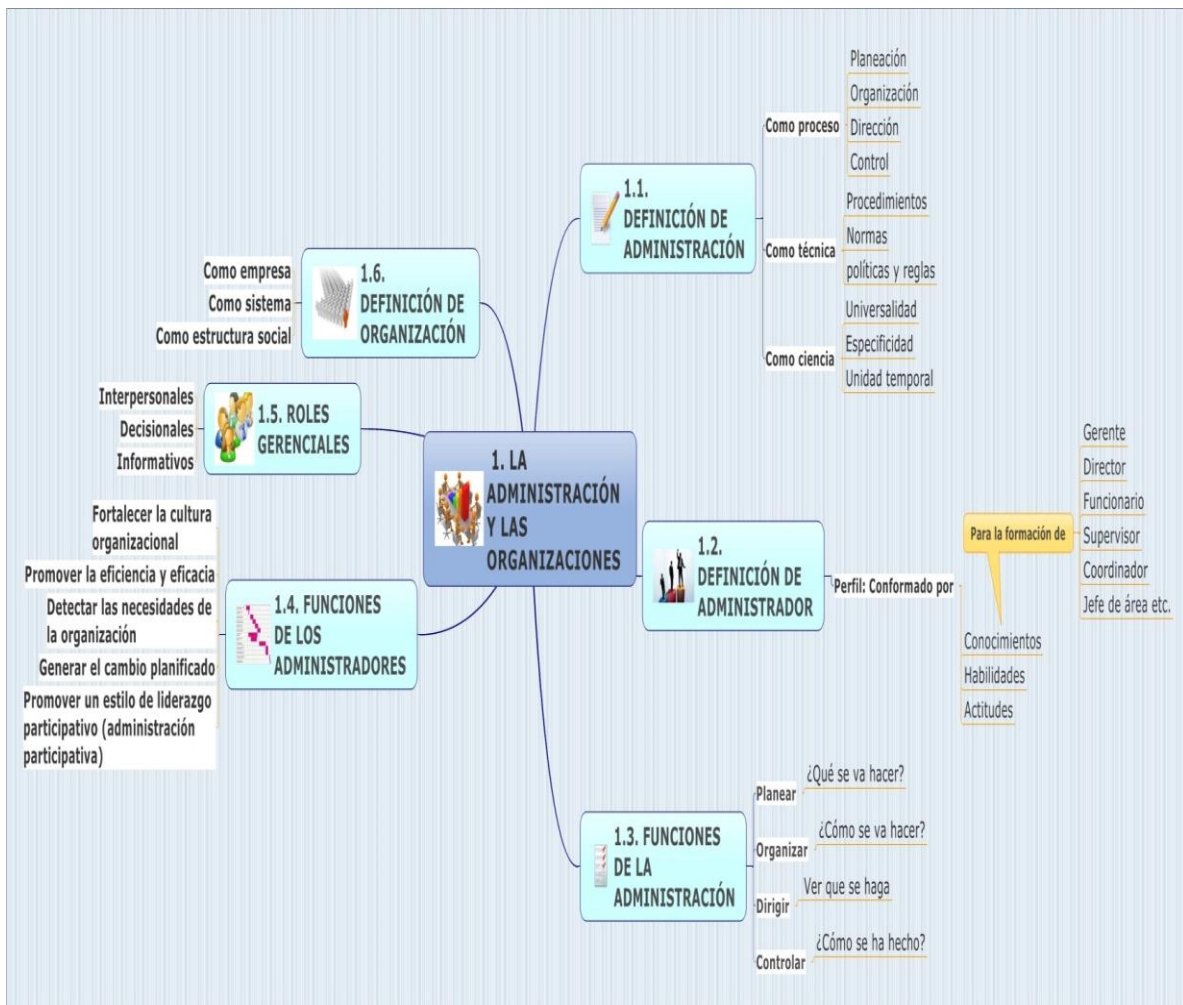 1. LA
ADMINISTRACIÓN
Y LAS
ORGANIZACIONES
1.1.
DEFINICIÓN DE
ADMINISTRACIÓN
Como proceso
Planeación
Organización
Dirección
Control
Como técnica
Procedimientos
Normas
políticas y reglas
Como ciencia
Universalidad
Especificidad
Unidad temporal
1.2.
DEFINICIÓN DE
ADMINISTRADOR
Perfil: Conformado por
Conocimientos
Habilidades
Actitudes
Para la formación de
Gerente
Director
Funcionario
Supervisor
Coordinador
Jefe de área etc.
1.3. FUNCIONES
DE LA
ADMINISTRACIÓN
Planear
¿Qué se va hacer?
Organizar
¿Cómo se va hacer?
Dirigir
Ver que se haga
Controlar
¿Cómo se ha hecho?
1.4. FUNCIONES
DE LOS
ADMINISTRADORES
Fortalecer la cultura
organizacional
Promover la eficiencia y eficacia
Detectar las necesidades de
la organización
Generar el cambio planificado
Promover un estilo de liderazgo
participativo (administración
participativa)
1.5. ROLES
GERENCIALES
Interpersonales
Decisionales
Informativos
1.6.
DEFINICIÓN DE
ORGANIZACIÓN
Como empresa
Como sistema
Como estructura social